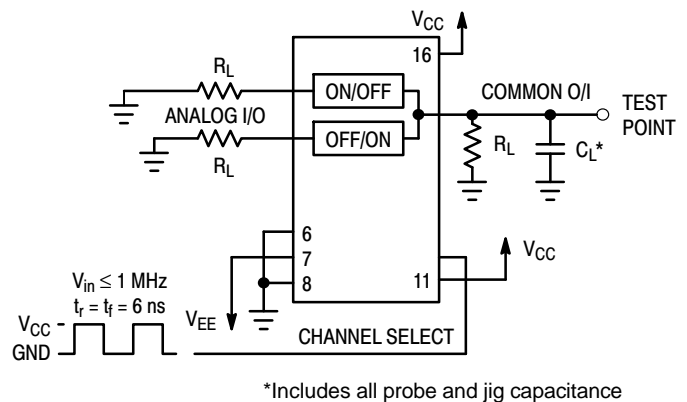 VCC
16
RL
ON/OFF
COMMON O/I
ANALOG I/O
TEST
POINT
OFF/ON
RL
RL
CL*
6
7
8
11
VCC
Vin ≤ 1 MHz
tr = tf = 6 ns
VCC
GND
VEE
CHANNEL SELECT
*Includes all probe and jig capacitance